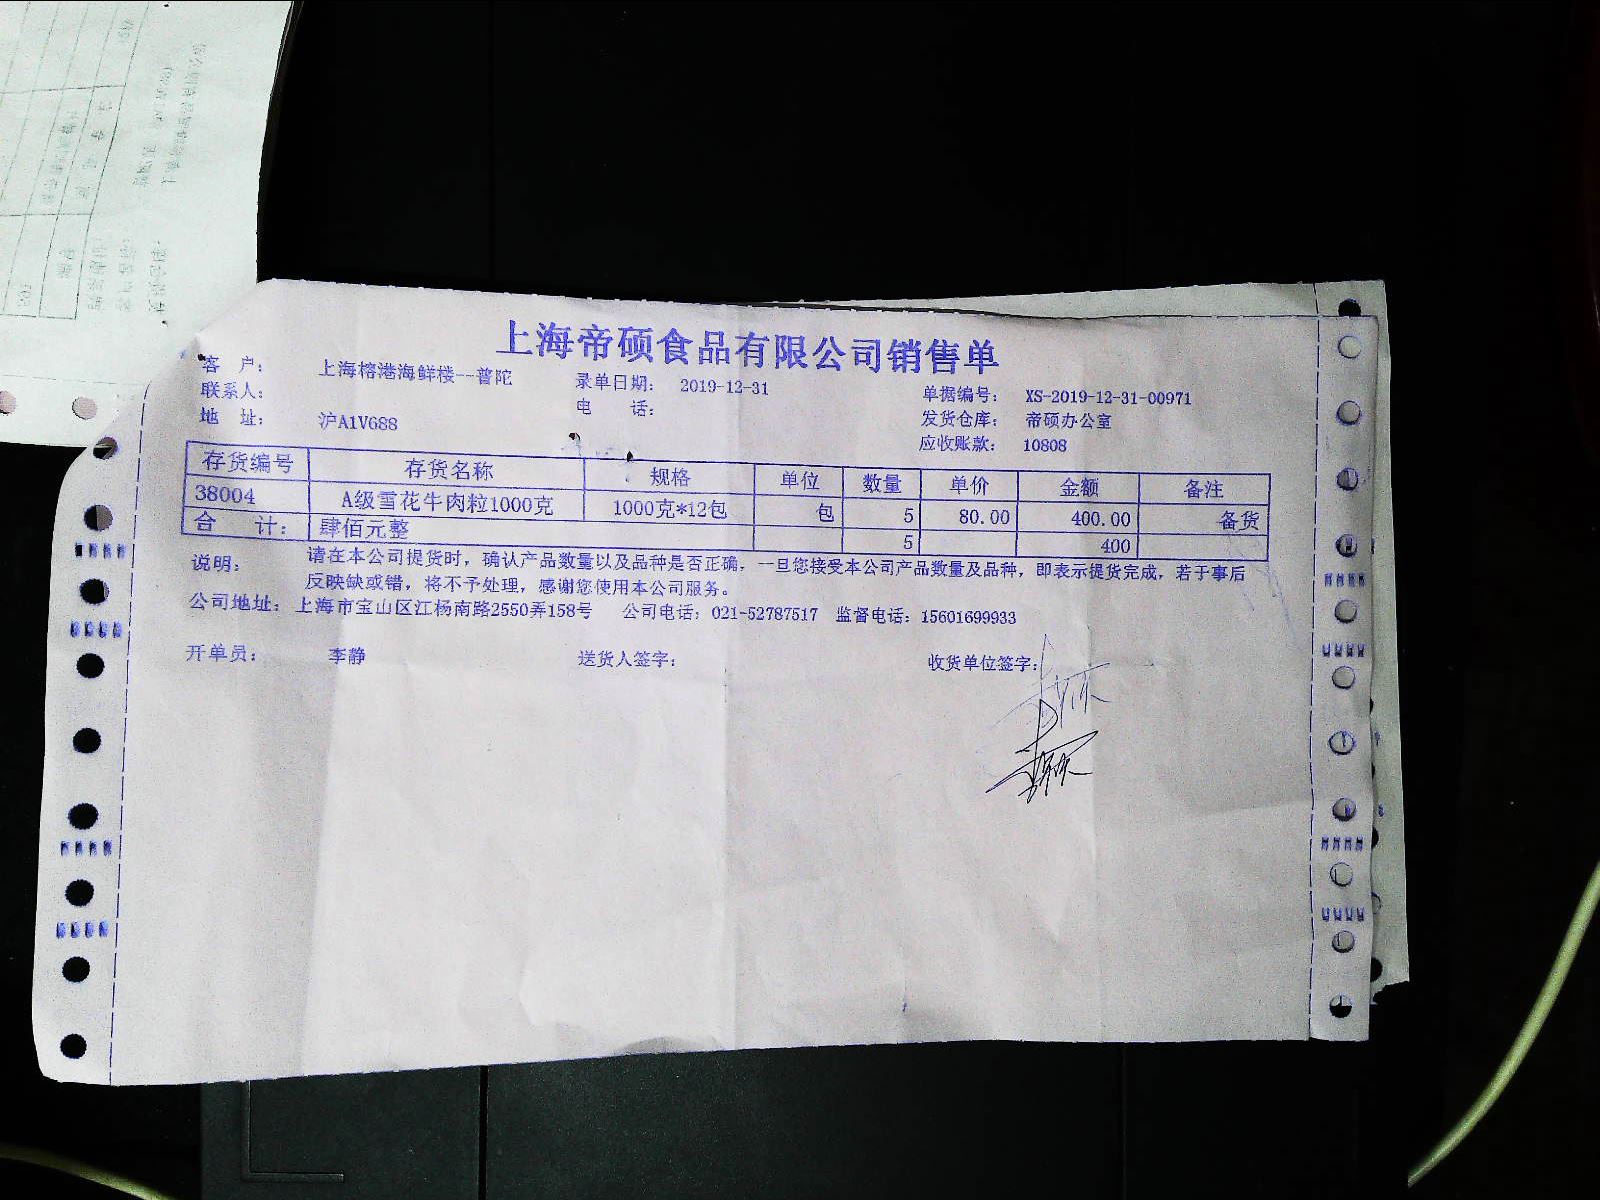 上海帝硕食品有限公司销售单
客 户： 上海榕港海鲜楼--普陀 录单日期： 2019-12-31 单据编号： XS-2019-12-31-00971
联系人： 电 话： 发货仓库： 帝硕办公室
地 址： 沪A1V688 应收账款： 10808
存货编号 存货名称 规格 单位 数量 单价 金额 备注
38004 A级雪花牛肉粒1000克 1000克*12包 包 5 80.00 400.00 备货
合 计： 肆佰元整 5 400
说明： 请在本公司提货时，确认产品数量以及品种是否正确，一旦您接受本公司产品数量及品种，即表示提货完成，若于事后
反映缺或错，将不予处理，感谢您使用本公司服务。
公司地址：上海市宝山区江杨南路2550弄158号 公司电话：021-52787517 监督电话：15601699933
开单员： 李静 送货人签字： 收货单位签字：